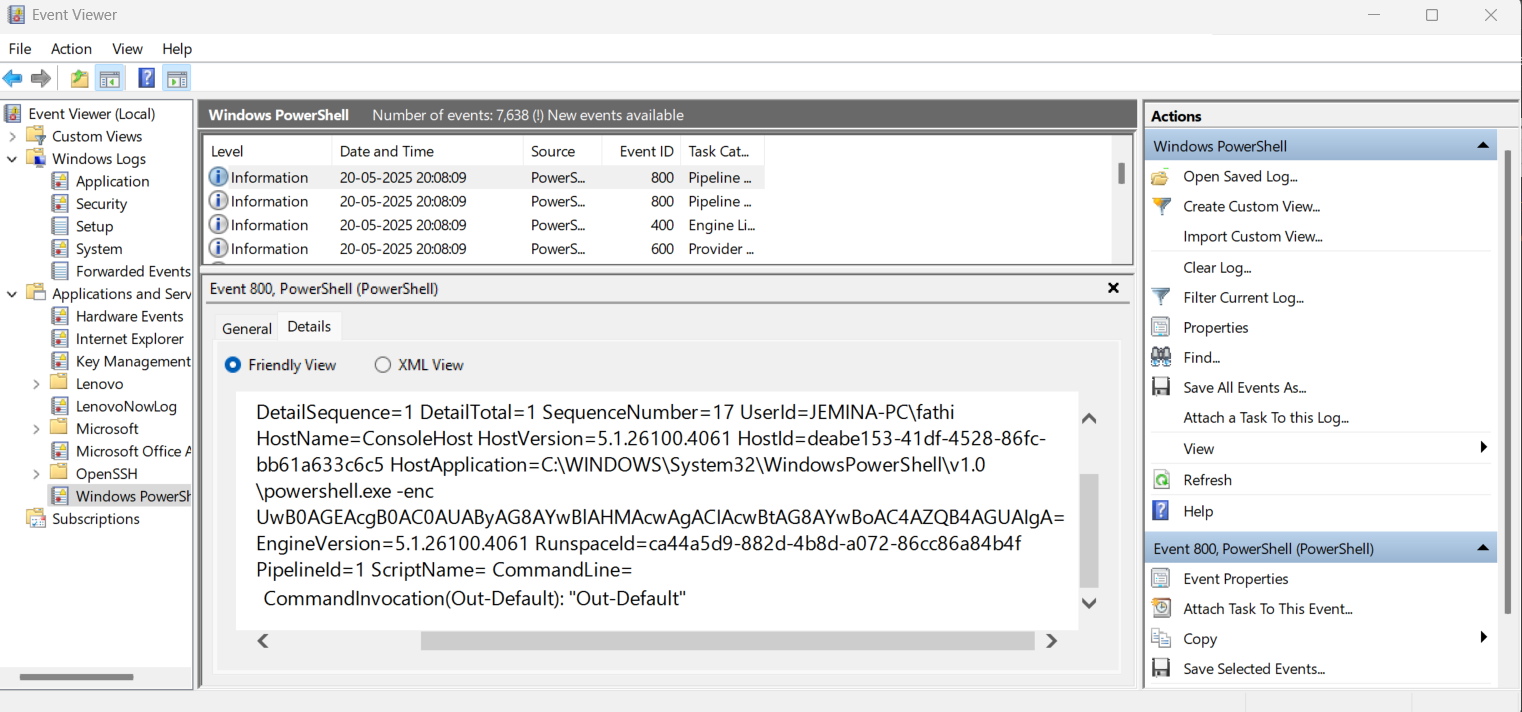 Event Viewer
File Action View Help
Event Viewer (Local)
Custom Views
Windows Logs
Application
Security
Setup
System
Forwarded Events
Applications and Serv
Hardware Events
Internet Explorer
Key Management
Lenovo
LenovoNowLog
Microsoft
Microsoft Office A
OpenSSH
Windows PowerSh
Subscriptions
Windows PowerShell Number of events: 7,638 (!) New events available
Level Date and Time Source Event ID Task Cat...
Information 20-05-2025 20:08:09 PowerS... 800 Pipeline ...
Information 20-05-2025 20:08:09 PowerS... 800 Pipeline ...
Information 20-05-2025 20:08:09 PowerS... 400 Engine Li...
Information 20-05-2025 20:08:09 PowerS... 600 Provider ...
Event 800, PowerShell (PowerShell)
General Details
Friendly View XML View
DetailSequence=1 DetailTotal=1 SequenceNumber=17 UserId=JEMINA-PC\fathi
HostName=ConsoleHost HostVersion=5.1.26100.4061 HostId=deabe153-41df-4528-86fc-
bb61a633c6c5 HostApplication=C:\WINDOWS\System32\WindowsPowerShell\v1.0
\powershell.exe -enc
UwB0AGEAcgB0AC0AUAByAG8AYwBlAHMAcwAgACIAcwBtAG8AYwBoAC4AZQB4AGUAIgA=
EngineVersion=5.1.26100.4061 RunspaceId=ca44a5d9-882d-4b8d-a072-86cc86a84b4f
PipelineId=1 ScriptName= CommandLine=
CommandInvocation(Out-Default): "Out-Default"
Actions
Windows PowerShell
Open Saved Log...
Create Custom View...
Import Custom View...
Clear Log...
Filter Current Log...
Properties
Find...
Save All Events As...
Attach a Task To this Log...
View
Refresh
Help
Event 800, PowerShell (PowerShell)
Event Properties
Attach Task To This Event...
Copy
Save Selected Events...